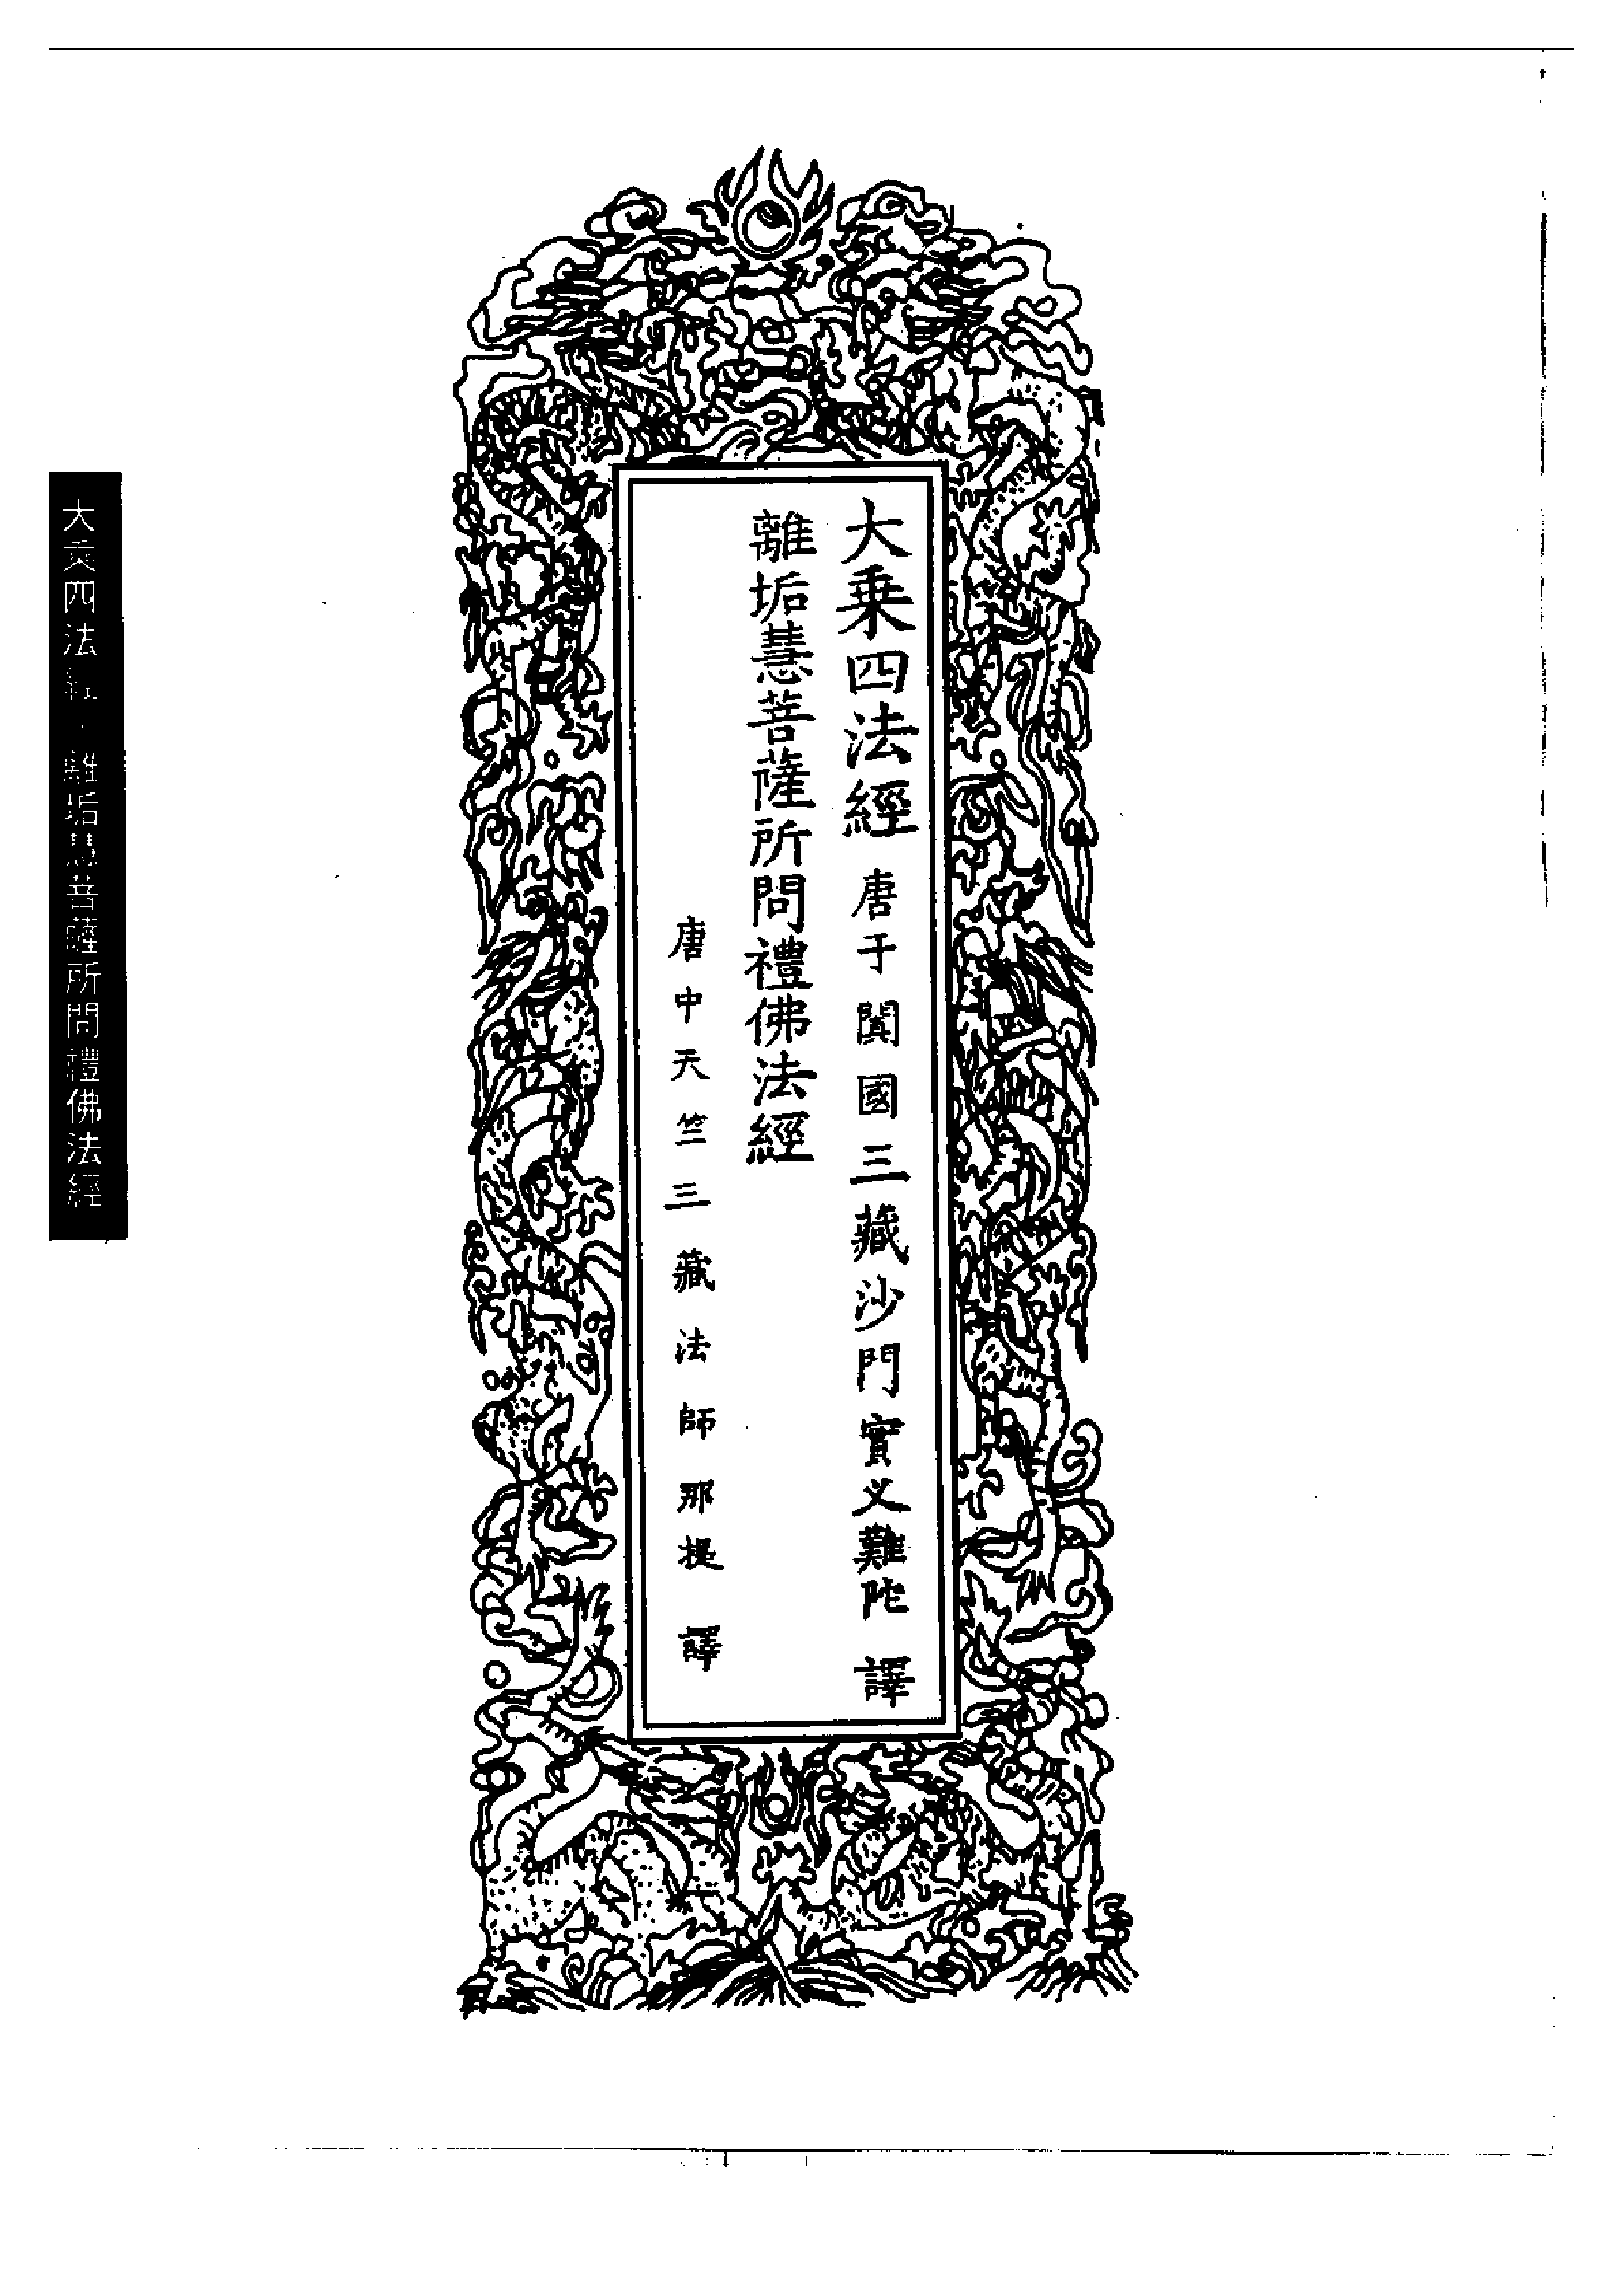 大乗四法經 唐于闐國三藏沙門實叉難陀 譯
離垢慧菩薩所問禮佛法經
唐中天竺三藏法師那提 譯
大乘四法經・離垢慧菩薩所問禮佛法經